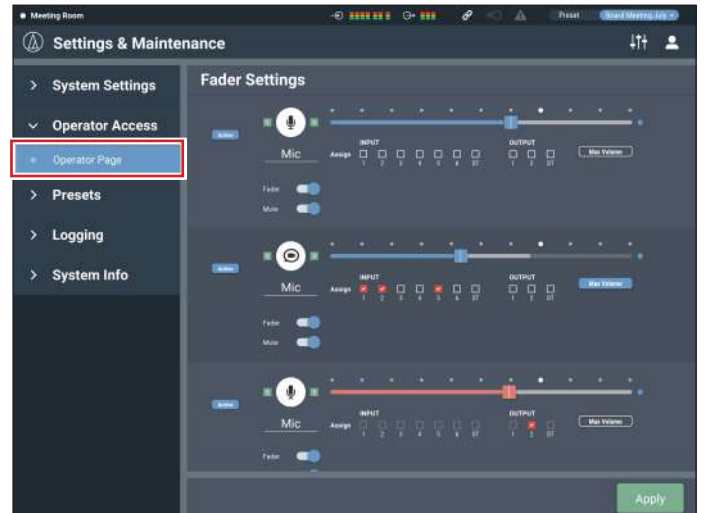 Meeting Room
Preset
Board Meeting July
Settings & Maintenance
System Settings
Operator Access
Operator Page
Presets
Logging
System Info
Fader Settings
Active
Mic
Assign
INPUT
1 2 3 4 5 6 ST
OUTPUT
1 2 ST
Max Volume
Fader
Mute
Active
Mic
Assign
INPUT
1 2 3 4 5 6 ST
OUTPUT
1 2 ST
Max Volume
Fader
Mute
Active
Mic
Assign
INPUT
1 2 3 4 5 6 ST
OUTPUT
1 2 ST
Max Volume
Fader
Apply